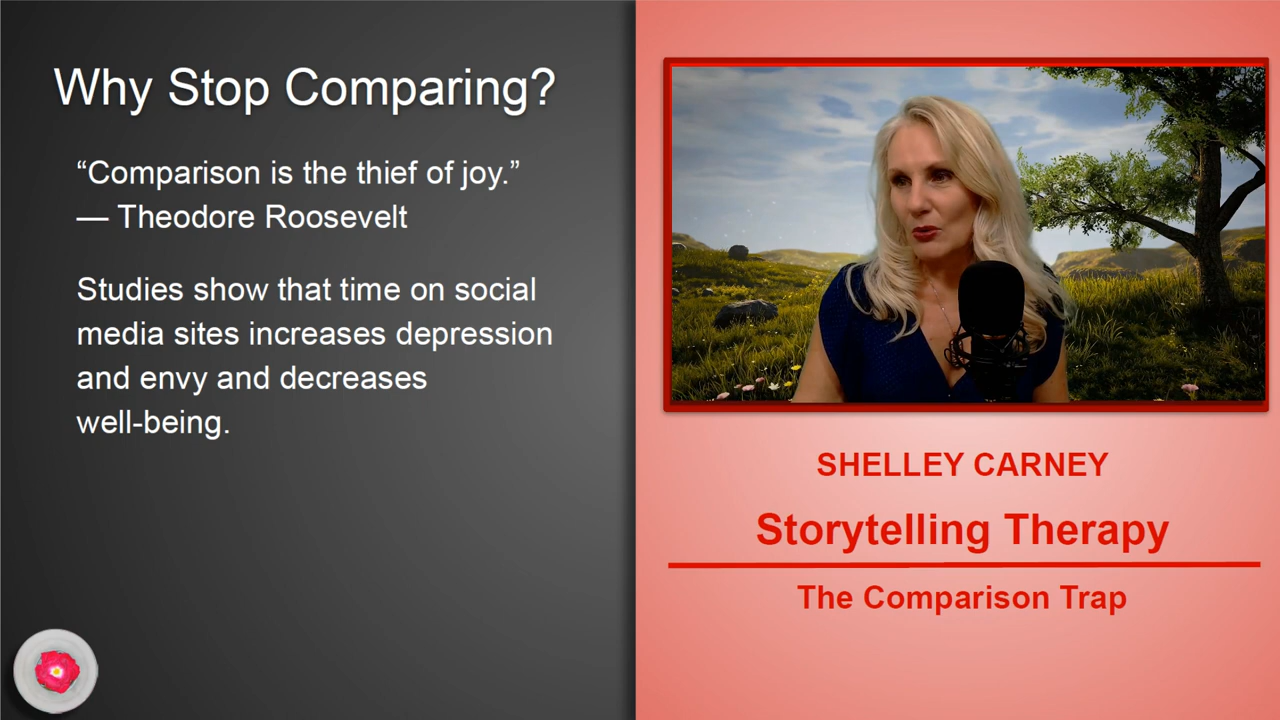 Why Stop Comparing?
“Comparison is the thief of joy.”
— Theodore Roosevelt
Studies show that time on social
media sites increases depression
and envy and decreases
well-being.
SHELLEY CARNEY
Storytelling Therapy
The Comparison Trap